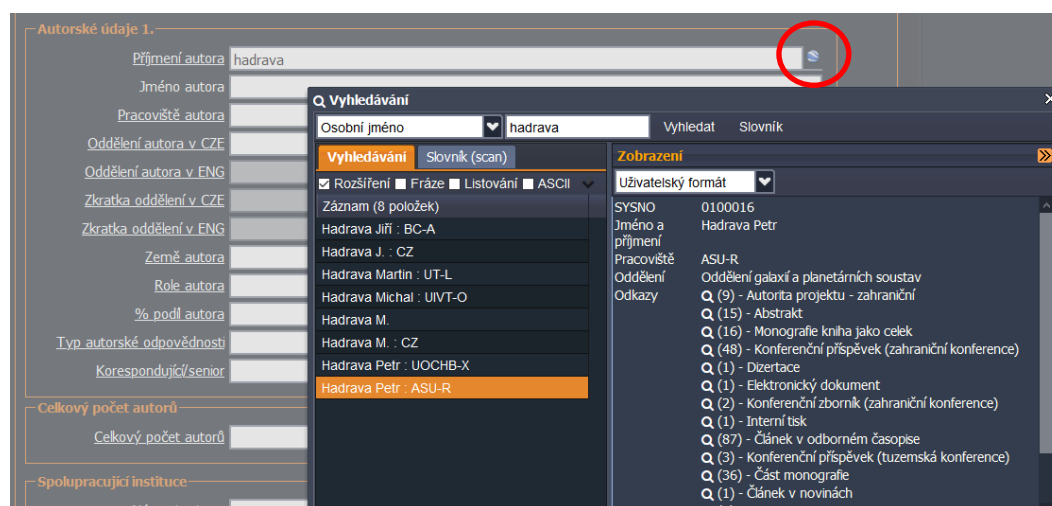 Autorské údaje 1.
Příjmení autora hadrava
Jméno autora
Pracoviště autora
Oddělení autora v CZE
Oddělení autora v ENG
Zkratka oddělení v CZE
Zkratka oddělení v ENG
Země autora
Role autora
% podíl autora
Typ autorské odpovědnosti
Korespondující/senior
Celkový počet autorů
Celkový počet autorů
Spolupracující instituce
Vyhledávání
Osobní jméno hadrava Vyhledat Slovník
Vyhledávání Slovník (scan)
Rozšíření Fráze Listování ASCII
Záznam (8 položek)
Hadrava Jiří : BC-A
Hadrava J. : CZ
Hadrava Martin : UT-L
Hadrava Michal : UIVT-O
Hadrava M.
Hadrava M. : CZ
Hadrava Petr : UOCHB-X
Hadrava Petr : ASU-R
Zobrazení
Uživatelský formát
SYSNO 0100016
Jméno a příjmení Hadrava Petr
Pracoviště ASU-R
Oddělení Oddělení galaxií a planetárních soustav
Odkazy (9) - Autorita projektu - zahraniční
(15) - Abstrakt
(16) - Monografie kniha jako celek
(48) - Konferenční příspěvek (zahraniční konference)
(1) - Dizertace
(1) - Elektronický dokument
(2) - Konferenční zborník (zahraniční konference)
(1) - Interní tisk
(87) - Článek v odborném časopise
(3) - Konferenční příspěvek (tuzemská konference)
(36) - Část monografie
(1) - Článek v novinách